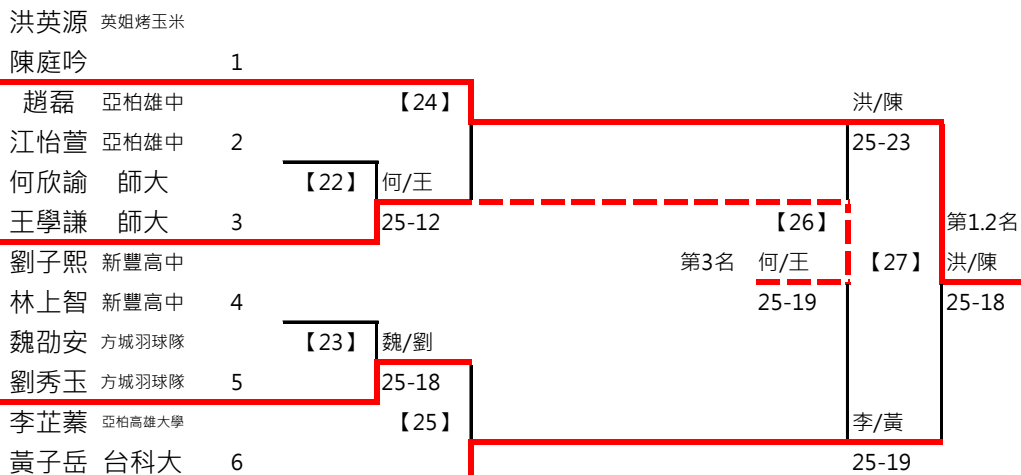 洪英源 英姐烤玉米
陳庭吟 1
趙磊 亞柏雄中 【24】 洪/陳
江怡萱 亞柏雄中 2 25-23
何欣諭 師大 【22】 何/王
王學謙 師大 3 25-12 【26】 第1.2名
劉子熙 新豐高中 第3名 何/王 【27】 洪/陳
林上智 新豐高中 4 25-19 25-18
魏劭安 方城羽球隊 【23】 魏/劉
劉秀玉 方城羽球隊 5 25-18
李芷蓁 亞柏高雄大學 【25】 李/黃
黃子岳 台科大 6 25-19